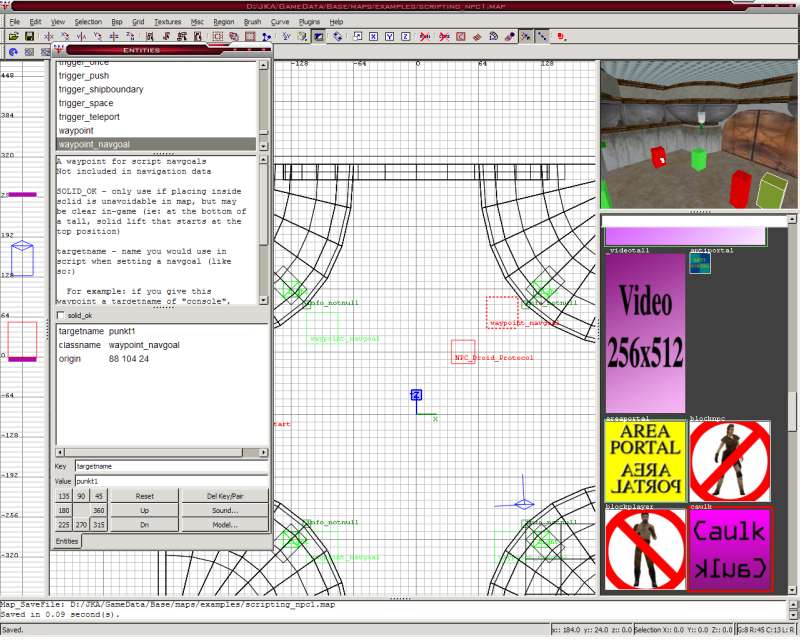 D:/JKA/GameData/Base/maps/examples/scripting_npc1.map
File Edit View Selection Bsp Grid Textures Misc Region Brush Curve Plugins Help
Entities
trigger_once
trigger_push
trigger_shipboundary
trigger_space
trigger_teleport
waypoint
waypoint_navgoal
A waypoint for script navgoals
Not included in navigation data
SOLID_OK - only use if placing inside
solid is unavoidable in map, but may
be clear in-game (ie: at the bottom of
a tall, solid lift that starts at the
top position)
targetname - name you would use in
script when setting a navgoal (like
so:)
For example: if you give this
waypoint a targetname of "console",
solid_ok
targetname punkt1
classname waypoint_navgoal
origin 88 104 24
Key targetname
Value punkt1
135 90 45 Reset Del Key/Pair
180 360 Up Sound...
225 270 315 Dn Model...
Entities
448
384
320
192
128
64
0
-64
-128
-192
-256
-320
-128 -64 0 64 128
info_notnull
info_notnull
waypoint_navgoal
waypoint_navgoal
NPC_Droid_Protocol
tart
Z
X
info_notnull
info_notnull
waypoint_navgoal
_videotall antiportal
Video
256x512
areaportal blocknpc
AREA
PORTAL
AREA
PORTAL
blockplayer caulk
Caulk
Caulk
Map_SaveFile: D:/JKA/GameData/Base/maps/examples/scripting_npc1.map
Saved in 0.09 second(s).
Saved.
x:: 184.0 y:: 24.0 z:: 0.0 Selection X:: 0.0 Y:: 0.0 Z:: 0.0 G:8 R:45 C:13 L: R